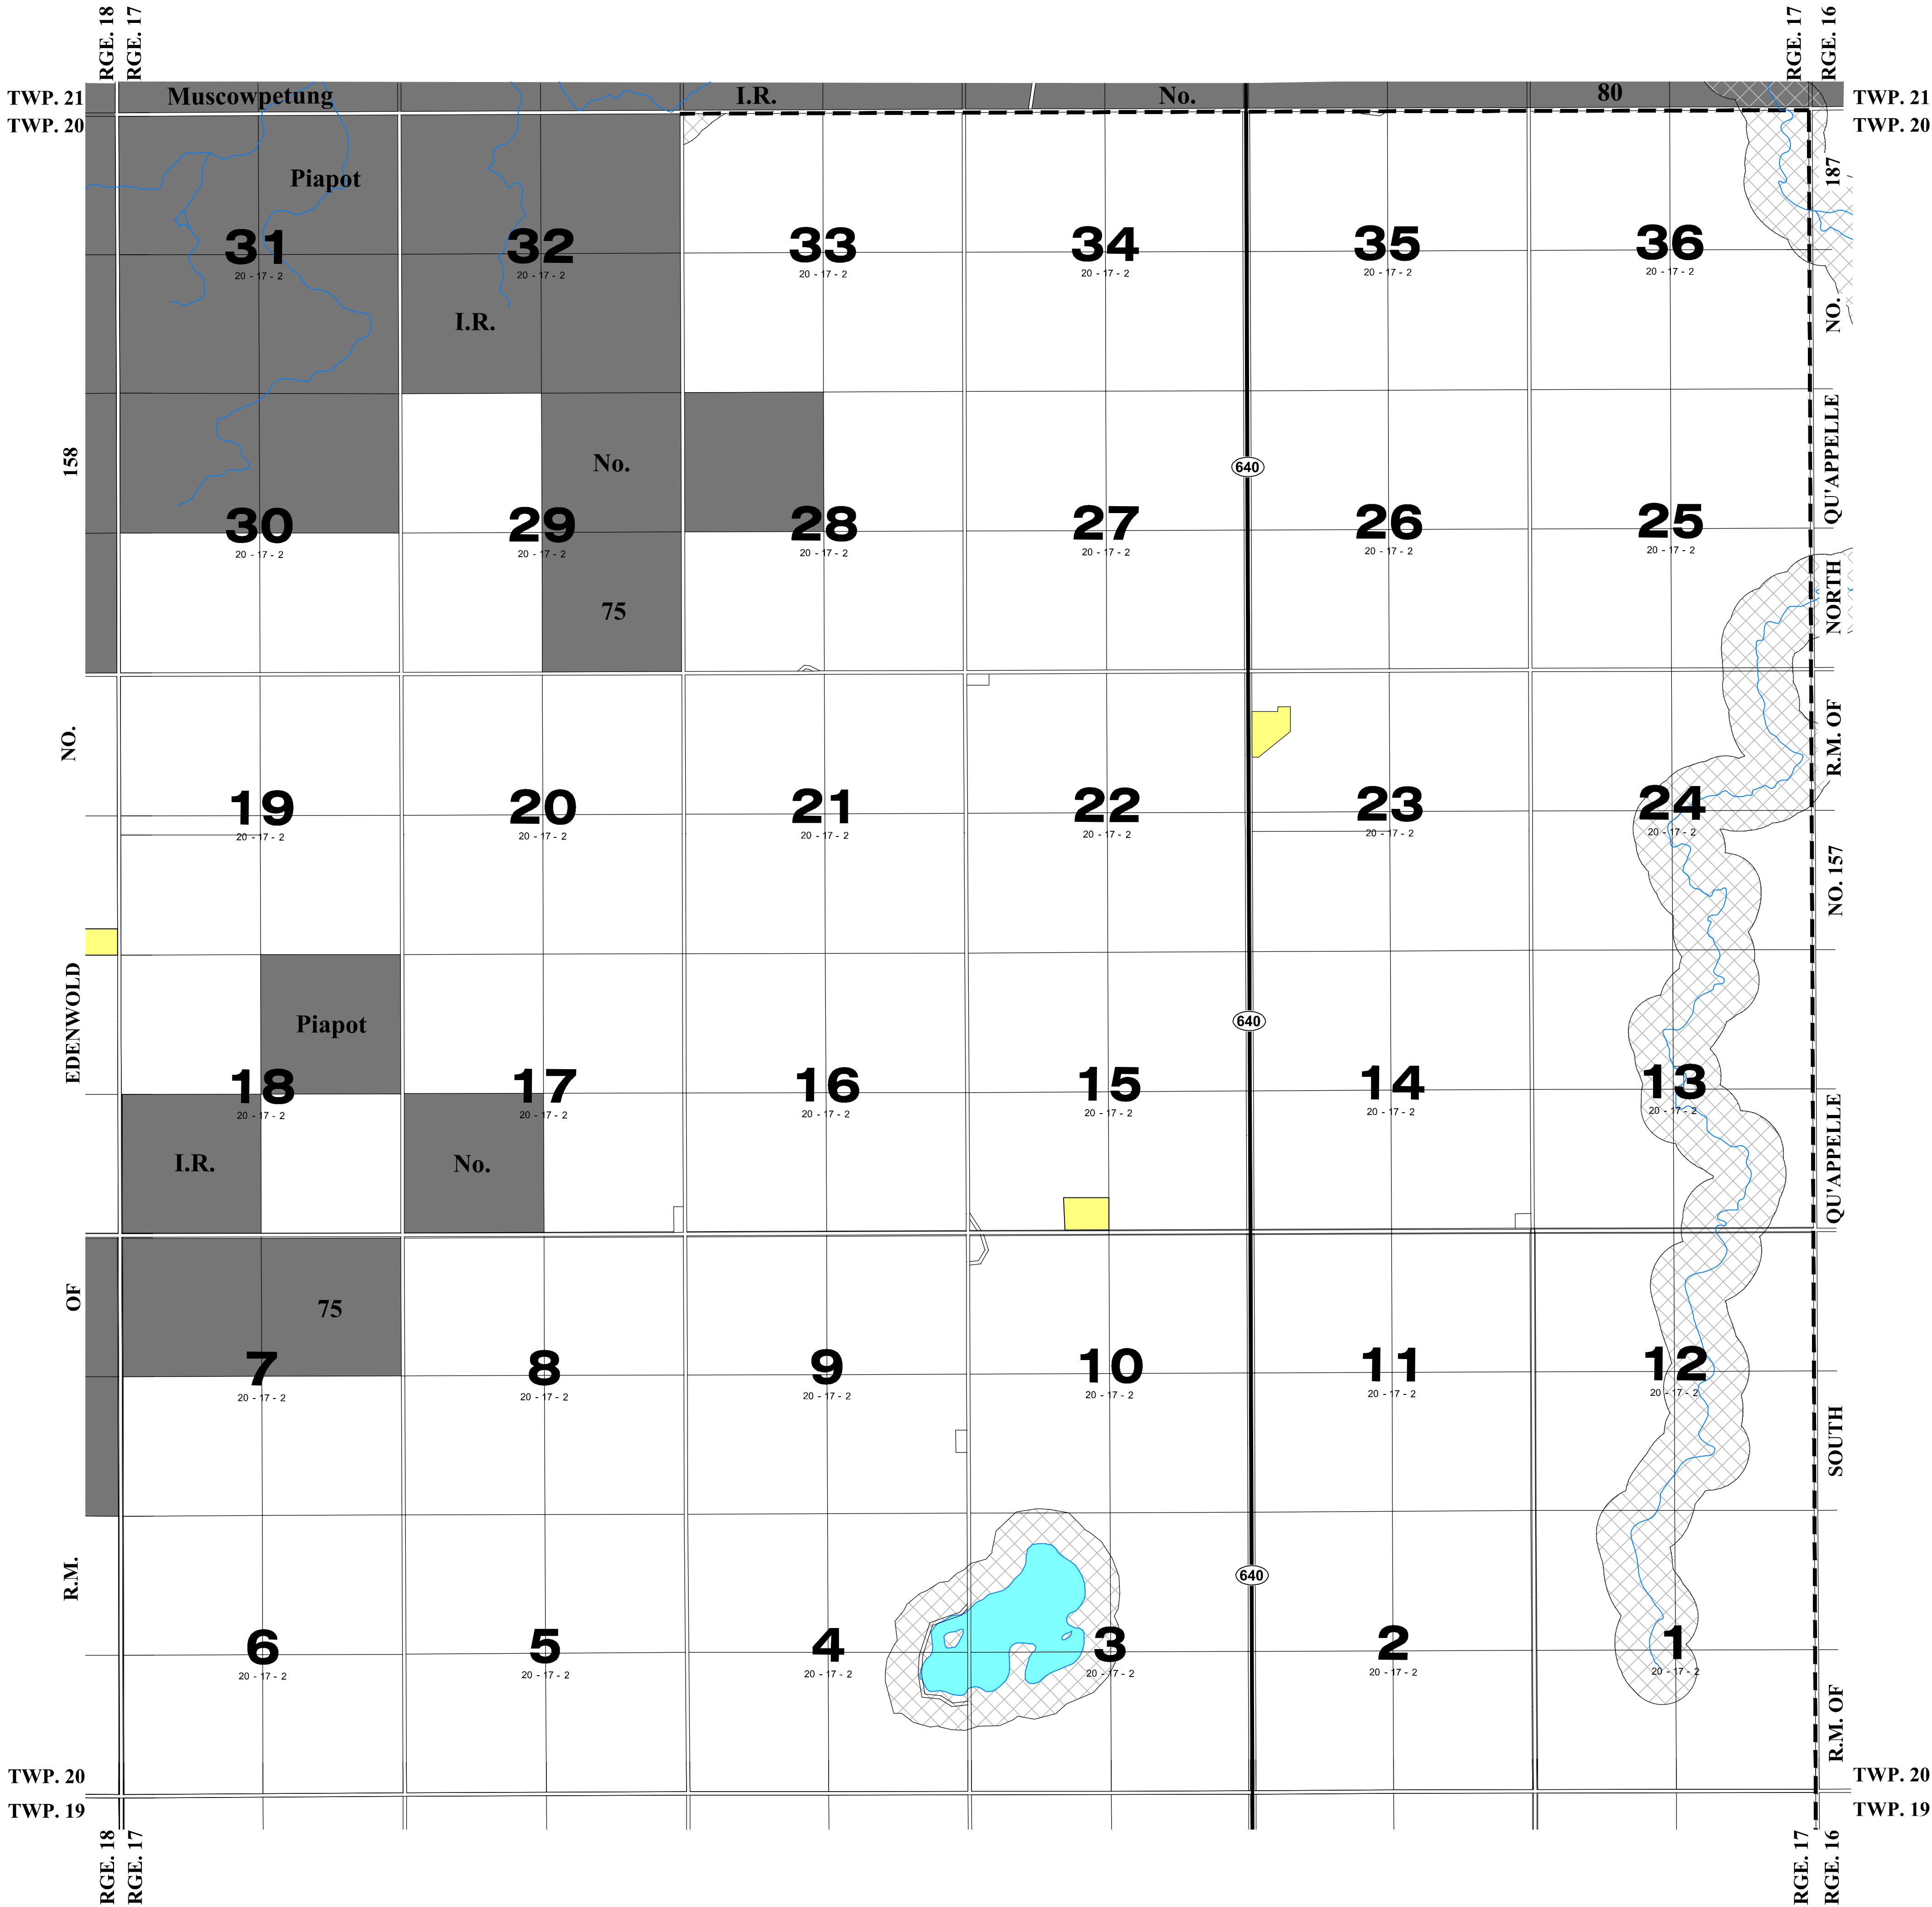 RGE. 18
RGE. 17
RGE. 17
RGE. 16
TWP. 21
Muscowpetung
I.R.
No.
80
TWP. 21
TWP. 20
TWP. 20
Piapot
187
31
32
33
34
35
36
20 - 17 - 2
20 - 17 - 2
20 - 17 - 2
20 - 17 - 2
20 - 17 - 2
20 - 17 - 2
I.R.
NO.
158
No.
640
QU'APPELLE
30
29
28
27
26
25
20 - 17 - 2
20 - 17 - 2
20 - 17 - 2
20 - 17 - 2
20 - 17 - 2
20 - 17 - 2
75
NORTH
NO.
R.M. OF
19
20
21
22
23
24
20 - 17 - 2
20 - 17 - 2
20 - 17 - 2
20 - 17 - 2
20 - 17 - 2
20 - 17 - 2
NO. 157
EDENWOLD
Piapot
640
18
17
16
15
14
13
20 - 17 - 2
20 - 17 - 2
20 - 17 - 2
20 - 17 - 2
20 - 17 - 2
20 - 17 - 2
I.R.
No.
QU'APPELLE
OF
75
7
8
9
10
11
12
20 - 17 - 2
20 - 17 - 2
20 - 17 - 2
20 - 17 - 2
20 - 17 - 2
20 - 17 - 2
SOUTH
R.M.
640
6
5
4
3
2
1
20 - 17 - 2
20 - 17 - 2
20 - 17 - 2
20 - 17 - 2
20 - 17 - 2
20 - 17 - 2
R.M. OF
TWP. 20
TWP. 20
TWP. 19
TWP. 19
RGE. 18
RGE. 17
RGE. 17
RGE. 16